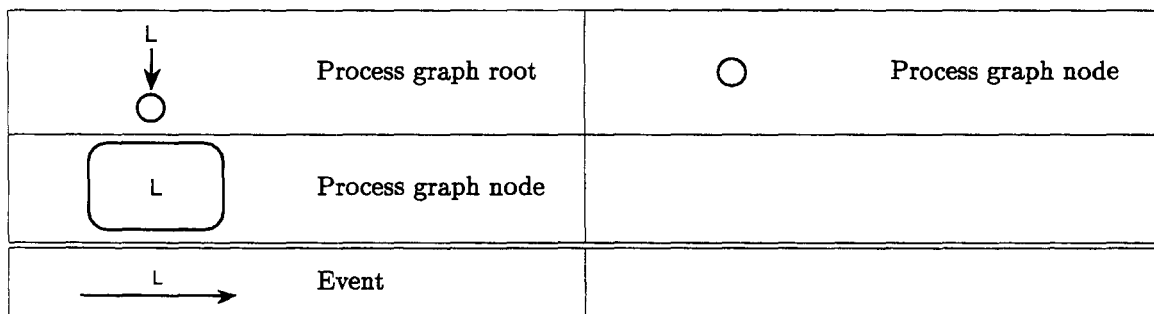 L
Process graph root
Process graph node
L
Process graph node
L
Event